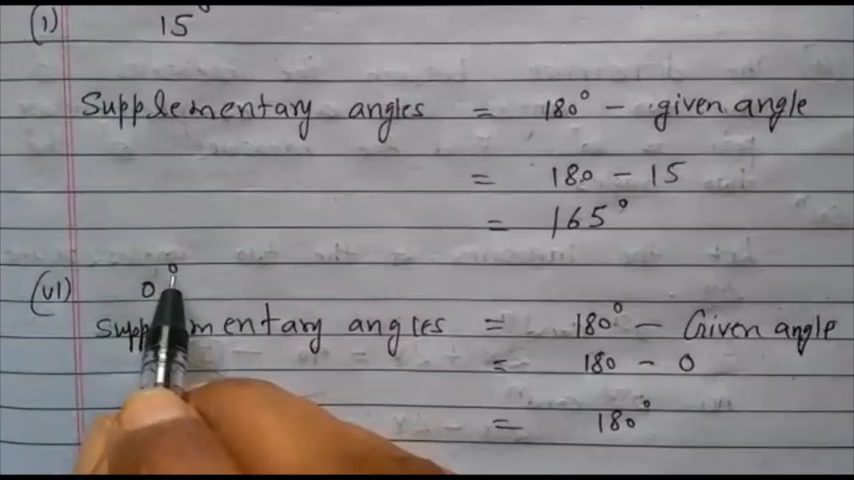 (i) 15°
Supplementary angles = 180° - given angle
= 180 - 15
= 165°
(vi) 0°
Supplementary angles = 180° - Given angle
= 180 - 0
= 180°